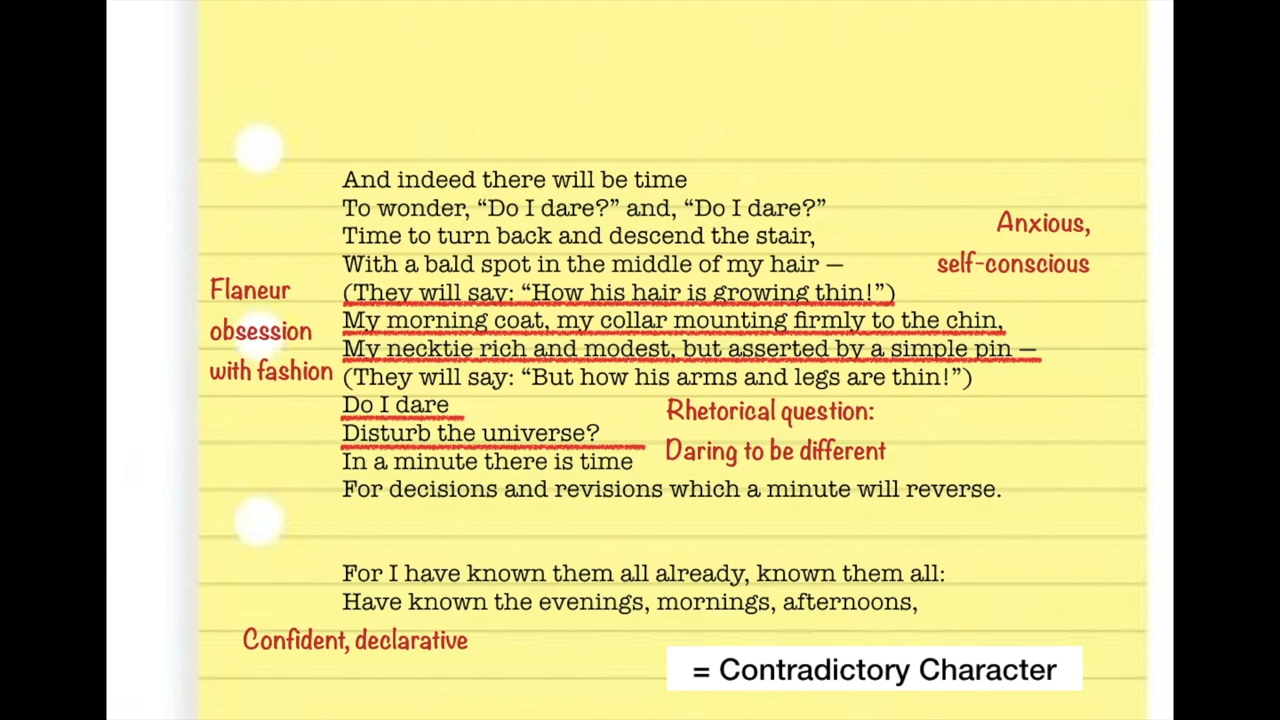 And indeed there will be time
To wonder, “Do I dare?” and, “Do I dare?”
Time to turn back and descend the stair,
With a bald spot in the middle of my hair —
(They will say: “How his hair is growing thin!”)
My morning coat, my collar mounting firmly to the chin,
My necktie rich and modest, but asserted by a simple pin —
(They will say: “But how his arms and legs are thin!”)
Do I dare
Disturb the universe?
In a minute there is time
For decisions and revisions which a minute will reverse.
For I have known them all already, known them all:
Have known the evenings, mornings, afternoons,
Anxious,
self-conscious
Flaneur
obsession
with fashion
Rhetorical question:
Daring to be different
Confident, declarative
= Contradictory Character